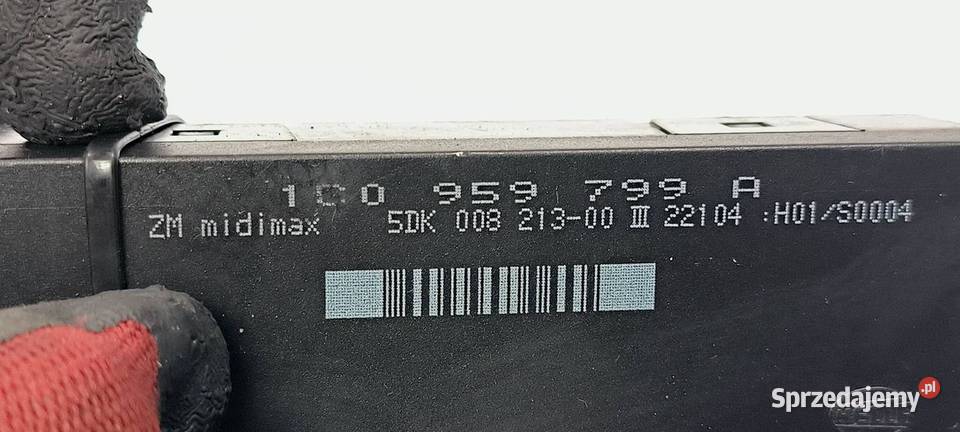 1C0 959 799 A
ZM midimax 5DK 008 213-00 III 22104 :H01/S0004
Sprzedajemy.pl